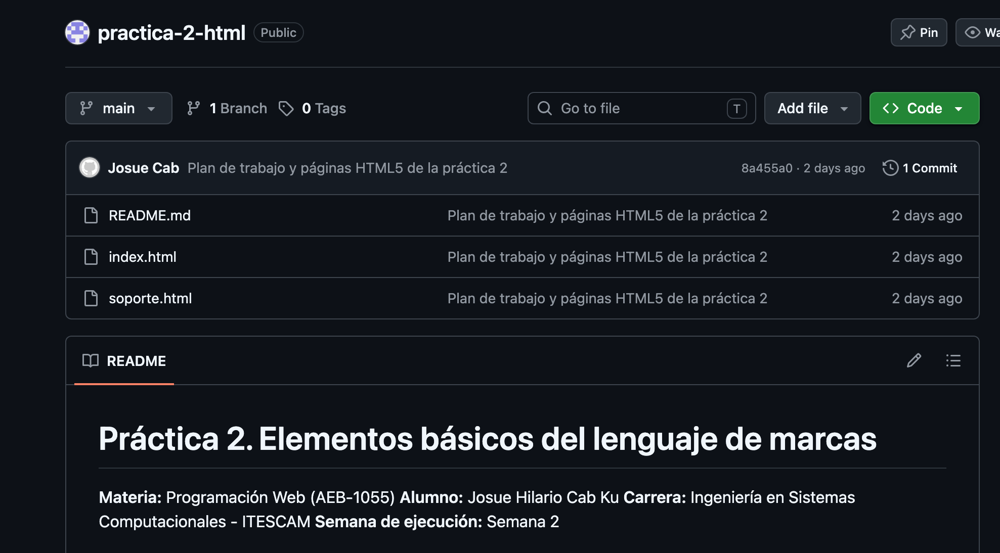 practica-2-html Public Pin
main 1 Branch 0 Tags Go to file T Add file Code
Josue Cab Plan de trabajo y páginas HTML5 de la práctica 2 8a455a0 · 2 days ago 1 Commit
README.md Plan de trabajo y páginas HTML5 de la práctica 2 2 days ago
index.html Plan de trabajo y páginas HTML5 de la práctica 2 2 days ago
soporte.html Plan de trabajo y páginas HTML5 de la práctica 2 2 days ago
README
Práctica 2. Elementos básicos del lenguaje de marcas
Materia: Programación Web (AEB-1055) Alumno: Josue Hilario Cab Ku Carrera: Ingeniería en Sistemas
Computacionales - ITESCAM Semana de ejecución: Semana 2